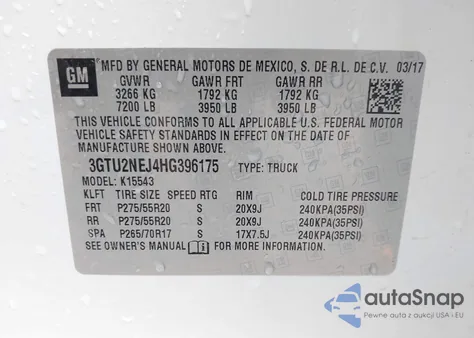 GM
MFD BY GENERAL MOTORS DE MEXICO, S. DE R.L. DE C.V. 03/17
GVWR GAWR FRT GAWR RR
3266 KG 1792 KG 1792 KG
7200 LB 3950 LB 3950 LB
THIS VEHICLE CONFORMS TO ALL APPLICABLE U.S. FEDERAL MOTOR
VEHICLE SAFETY STANDARDS IN EFFECT ON THE DATE OF
MANUFACTURE SHOWN ABOVE.
3GTU2NEJ4HG396175 TYPE: TRUCK
MODEL: K15543
KLFT TIRE SIZE SPEED RTG RIM COLD TIRE PRESSURE
FRT P275/55R20 S 20X9J 240KPA(35PSI)
RR P275/55R20 S 20X9J 240KPA(35PSI)
SPA P265/70R17 S 17X7.5J 240KPA(35PSI)
SEE OWNER'S MANUAL FOR MORE INFORMATION.
autoSnap
Pewne auta z aukcji USA i EU